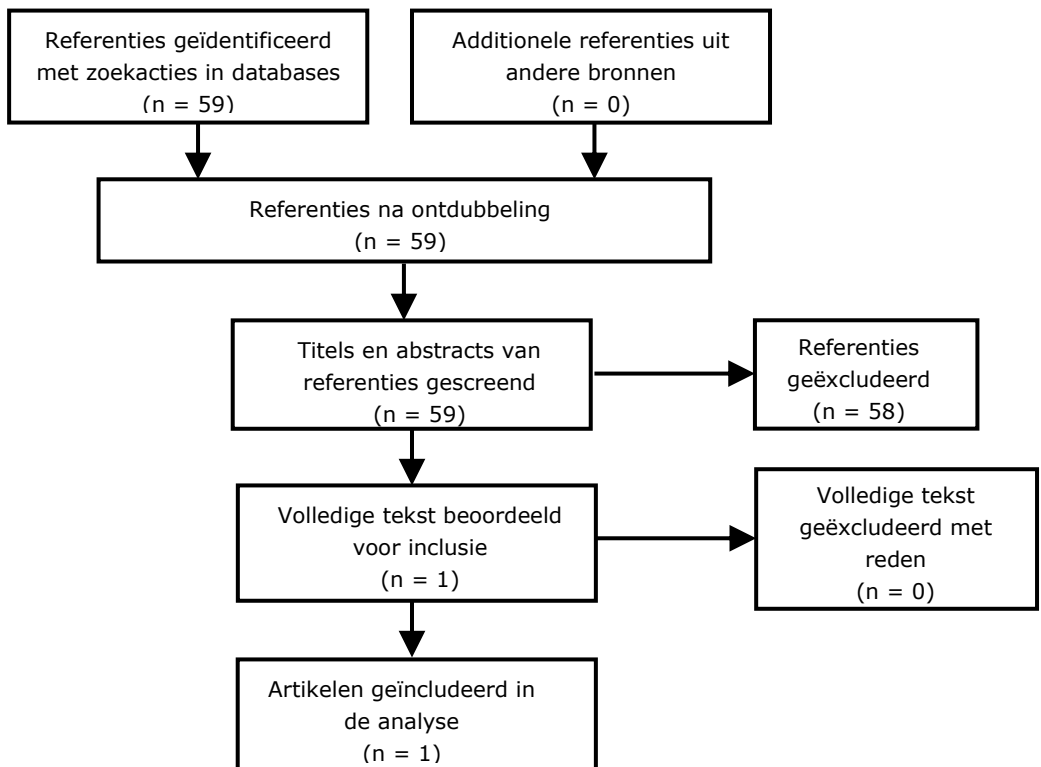 Referenties geïdentificeerd
met zoekacties in databases
(n = 59)
Additionele referenties uit
andere bronnen
(n = 0)
Referenties na ontdubbeling
(n = 59)
Titels en abstracts van
referenties gescreend
(n = 59)
Referenties
geëxcludeerd
(n = 58)
Volledige tekst beoordeeld
voor inclusie
(n = 1)
Volledige tekst
geëxcludeerd met
reden
(n = 0)
Artikelen geïncludeerd in
de analyse
(n = 1)